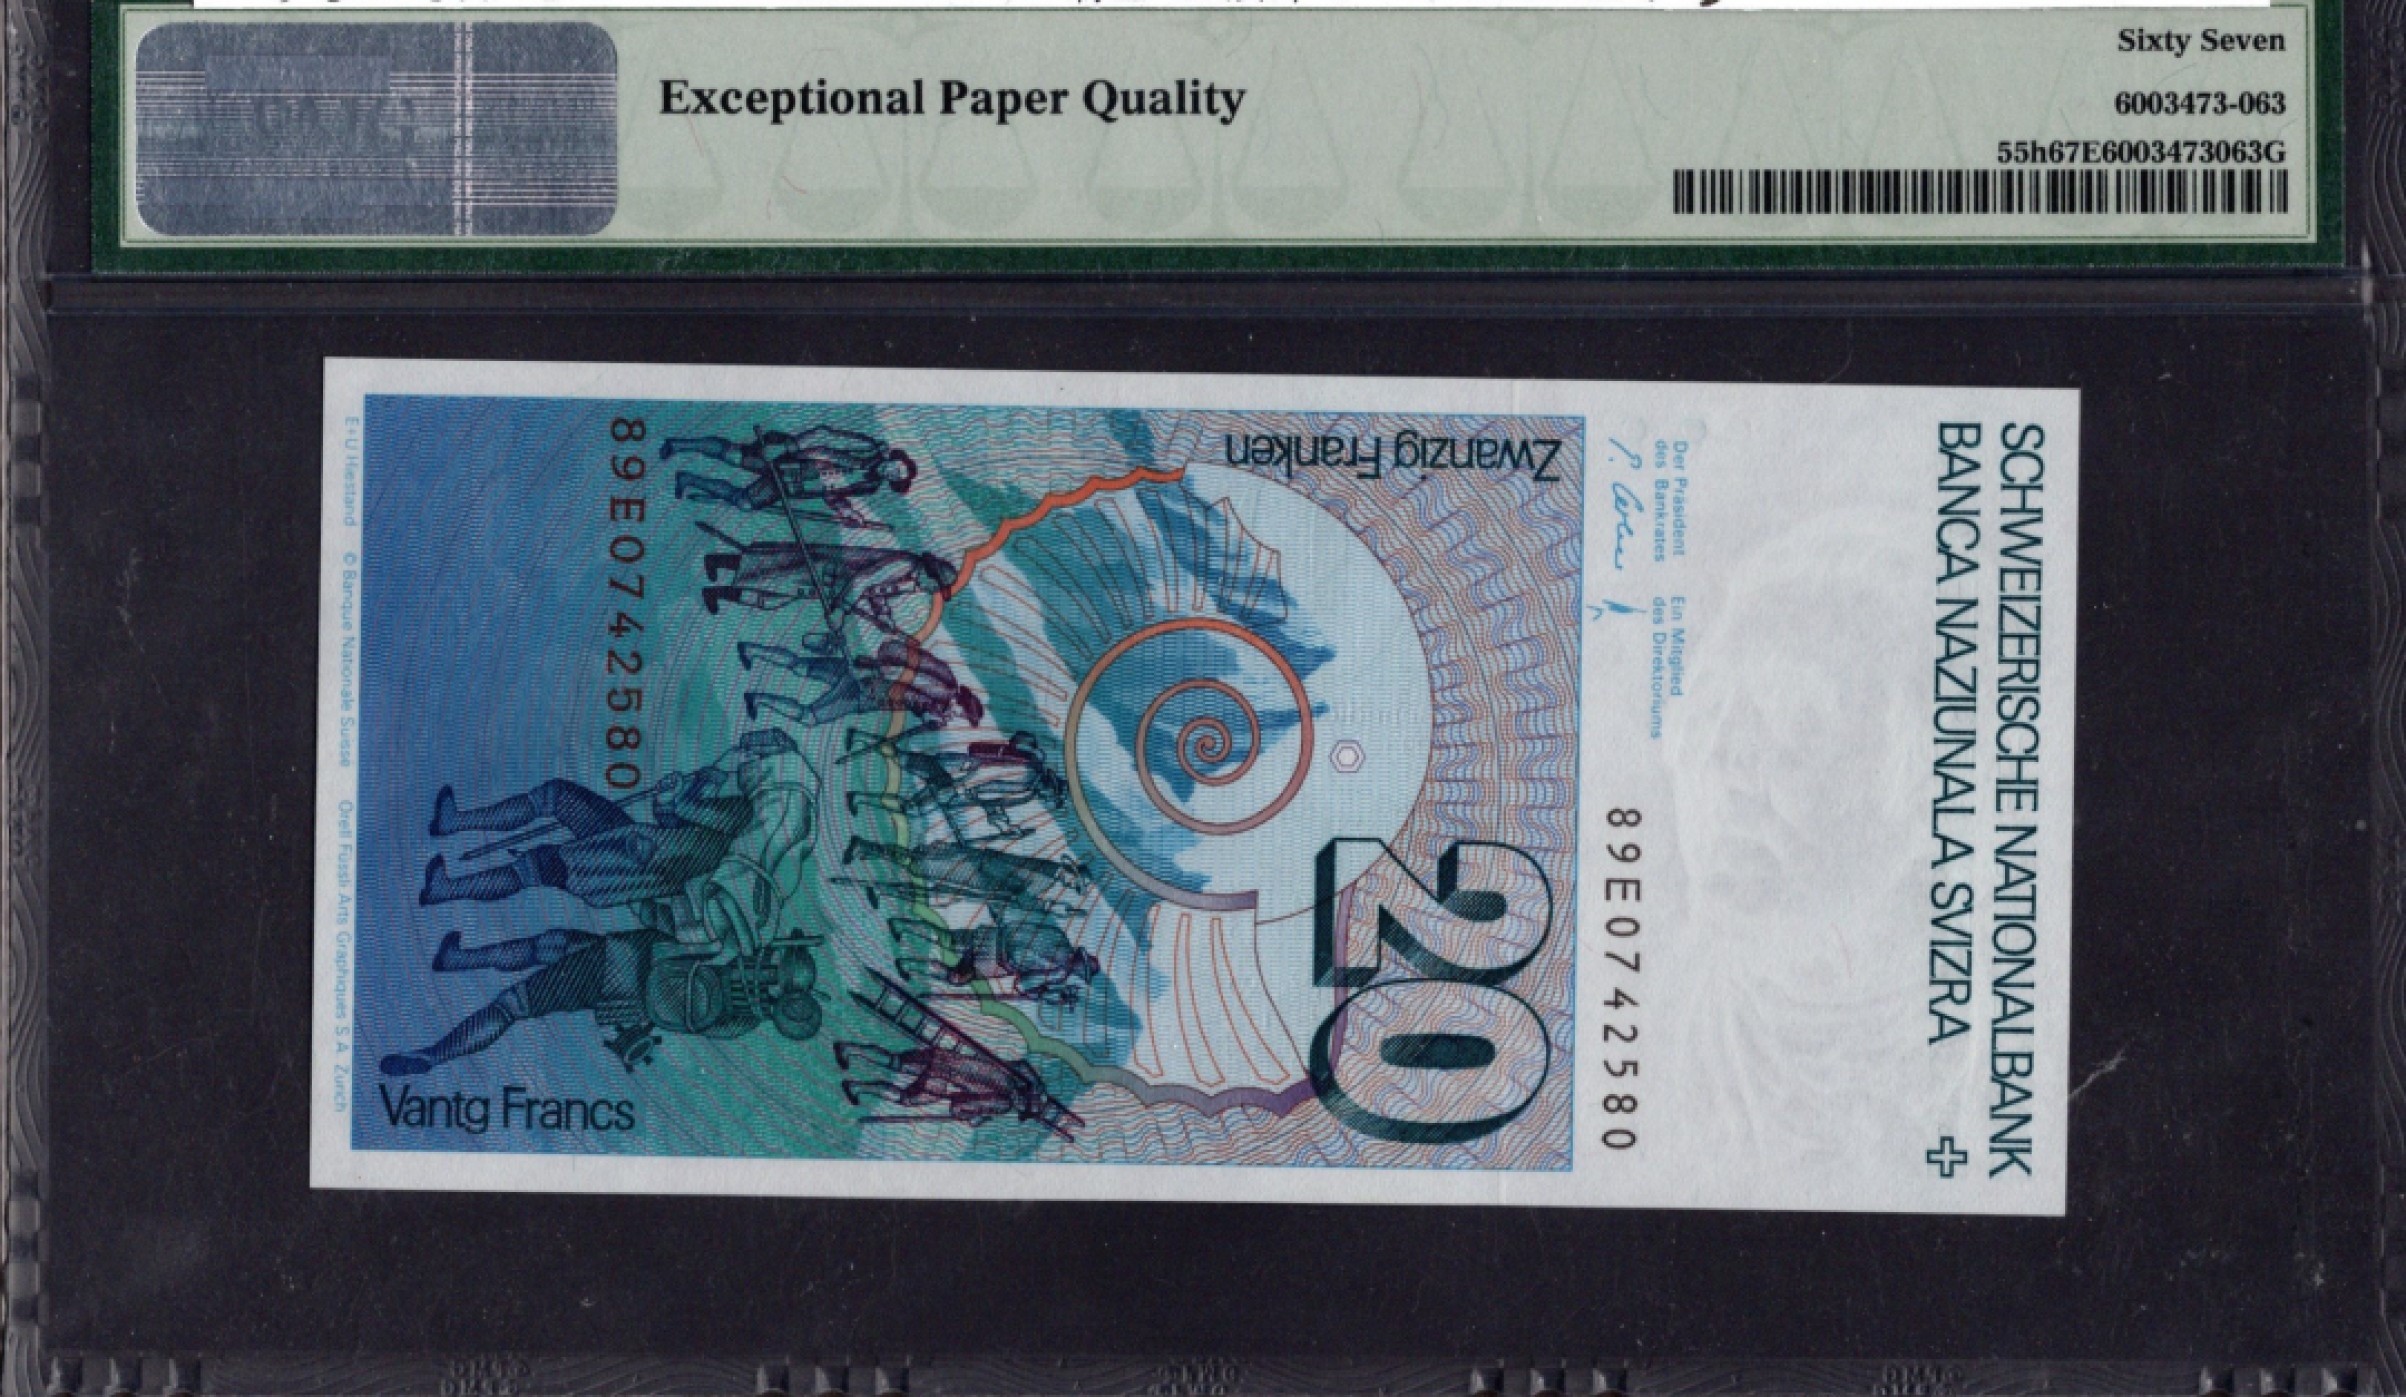 Sixty Seven
Exceptional Paper Quality
6003473-063
55h67E6003473063G
SCHWEIZERISCHE NATIONALBANK
BANCA NAZIUNALA SVIZRA
Der Präsident
des Bankrates
Ein Mitglied
des Direktoriums
89E0742580
20
Zwanzig Franken
89E0742580
Vantg Francs
E+U Hiestand © Banque Nationale Suisse Orell Füssli Arts Graphiques S A Zurich